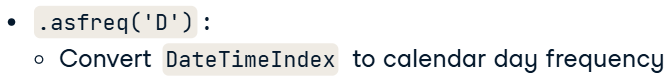 • .asfreq('D'):
◦ Convert DateTimeIndex to calendar day frequency